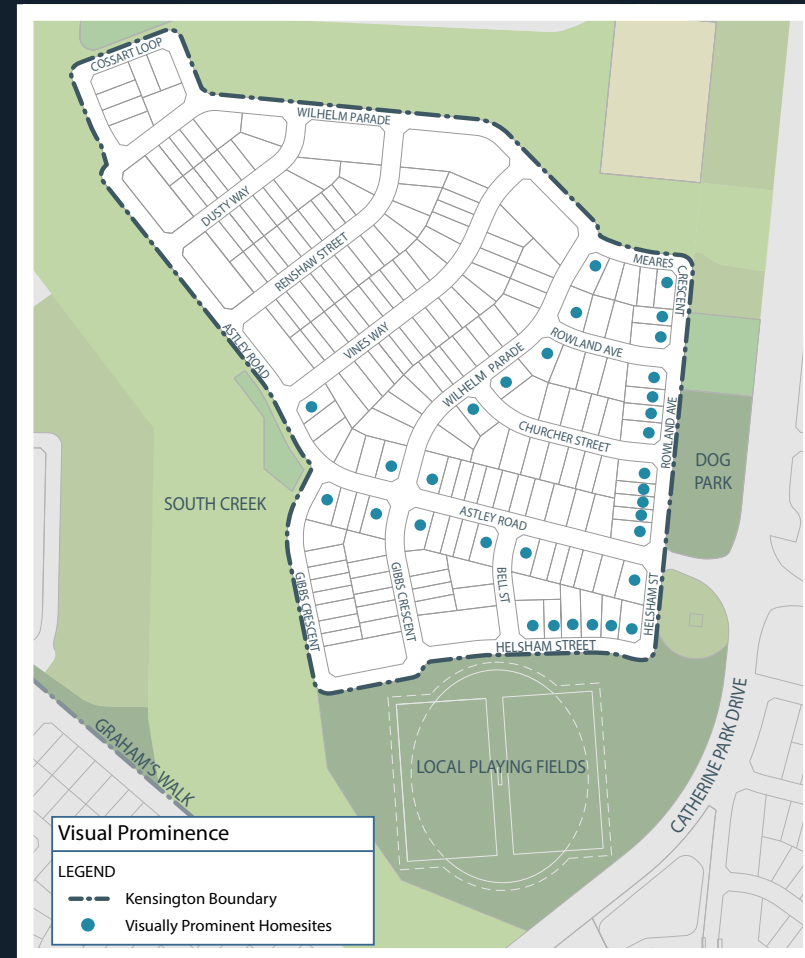 COSSART LOOP
WILHELM PARADE
DUSTY WAY
RENSHAW STREET
MEARES
CRESCENT
ASTLEY ROAD
VINES WAY
ROWLAND AVE
WILHELM PARADE
CHURCHER STREET
ROWLAND AVE
DOG
PARK
SOUTH CREEK
ASTLEY ROAD
GIBBS CRESCENT
GIBBS CRESCENT
BELL ST
HELSHAM ST
HELSHAM STREET
GRAHAM'S WALK
LOCAL PLAYING FIELDS
CATHERINE PARK DRIVE
Visual Prominence
LEGEND
Kensington Boundary
Visually Prominent Homesites